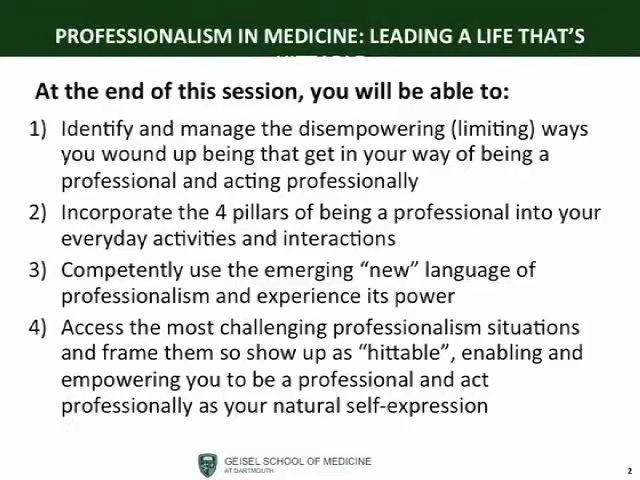 PROFESSIONALISM IN MEDICINE: LEADING A LIFE THAT'S
At the end of this session, you will be able to:
1) Identify and manage the disempowering (limiting) ways
you wound up being that get in your way of being a
professional and acting professionally
2) Incorporate the 4 pillars of being a professional into your
everyday activities and interactions
3) Competently use the emerging “new” language of
professionalism and experience its power
4) Access the most challenging professionalism situations
and frame them so show up as “hittable”, enabling and
empowering you to be a professional and act
professionally as your natural self-expression
GEISEL SCHOOL OF MEDICINE
AT DARTMOUTH
2